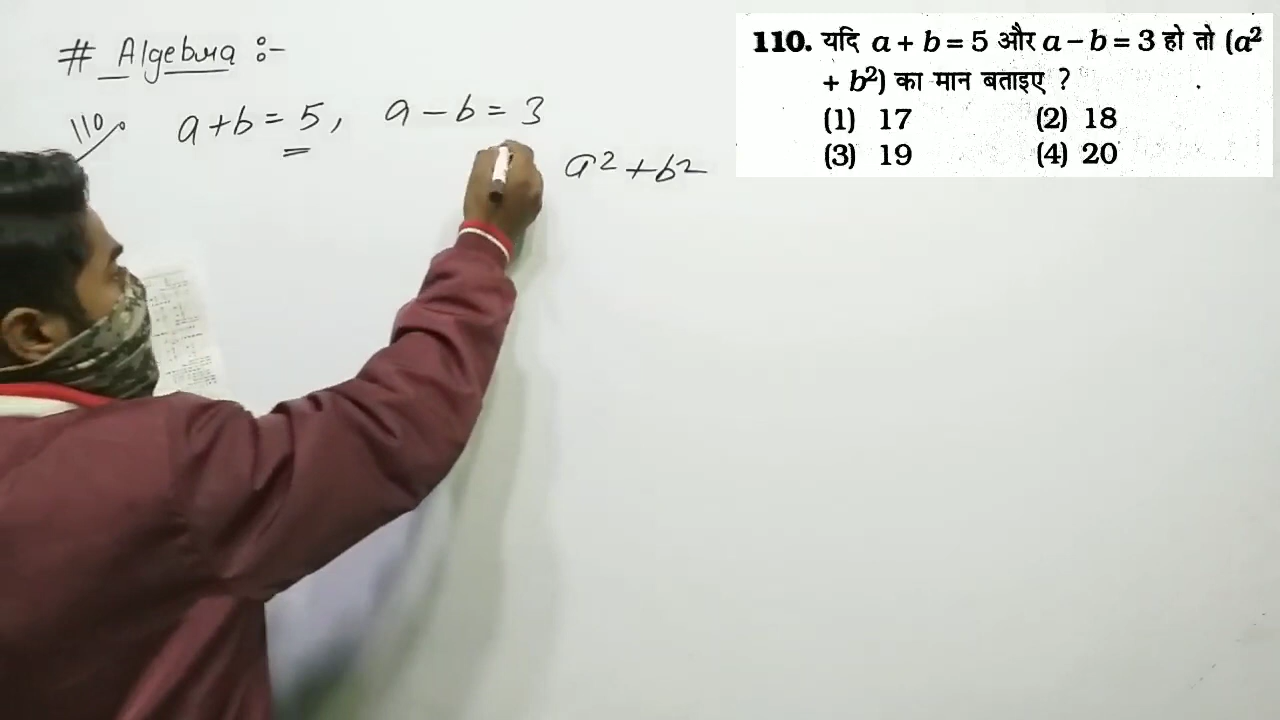 # Algebra :-
110 a + b = 5, a - b = 3
a² + b²
110. यदि a + b = 5 और a – b = 3 हो तो (a²
+ b²) का मान बताइए ?
(1) 17 (2) 18
(3) 19 (4) 20